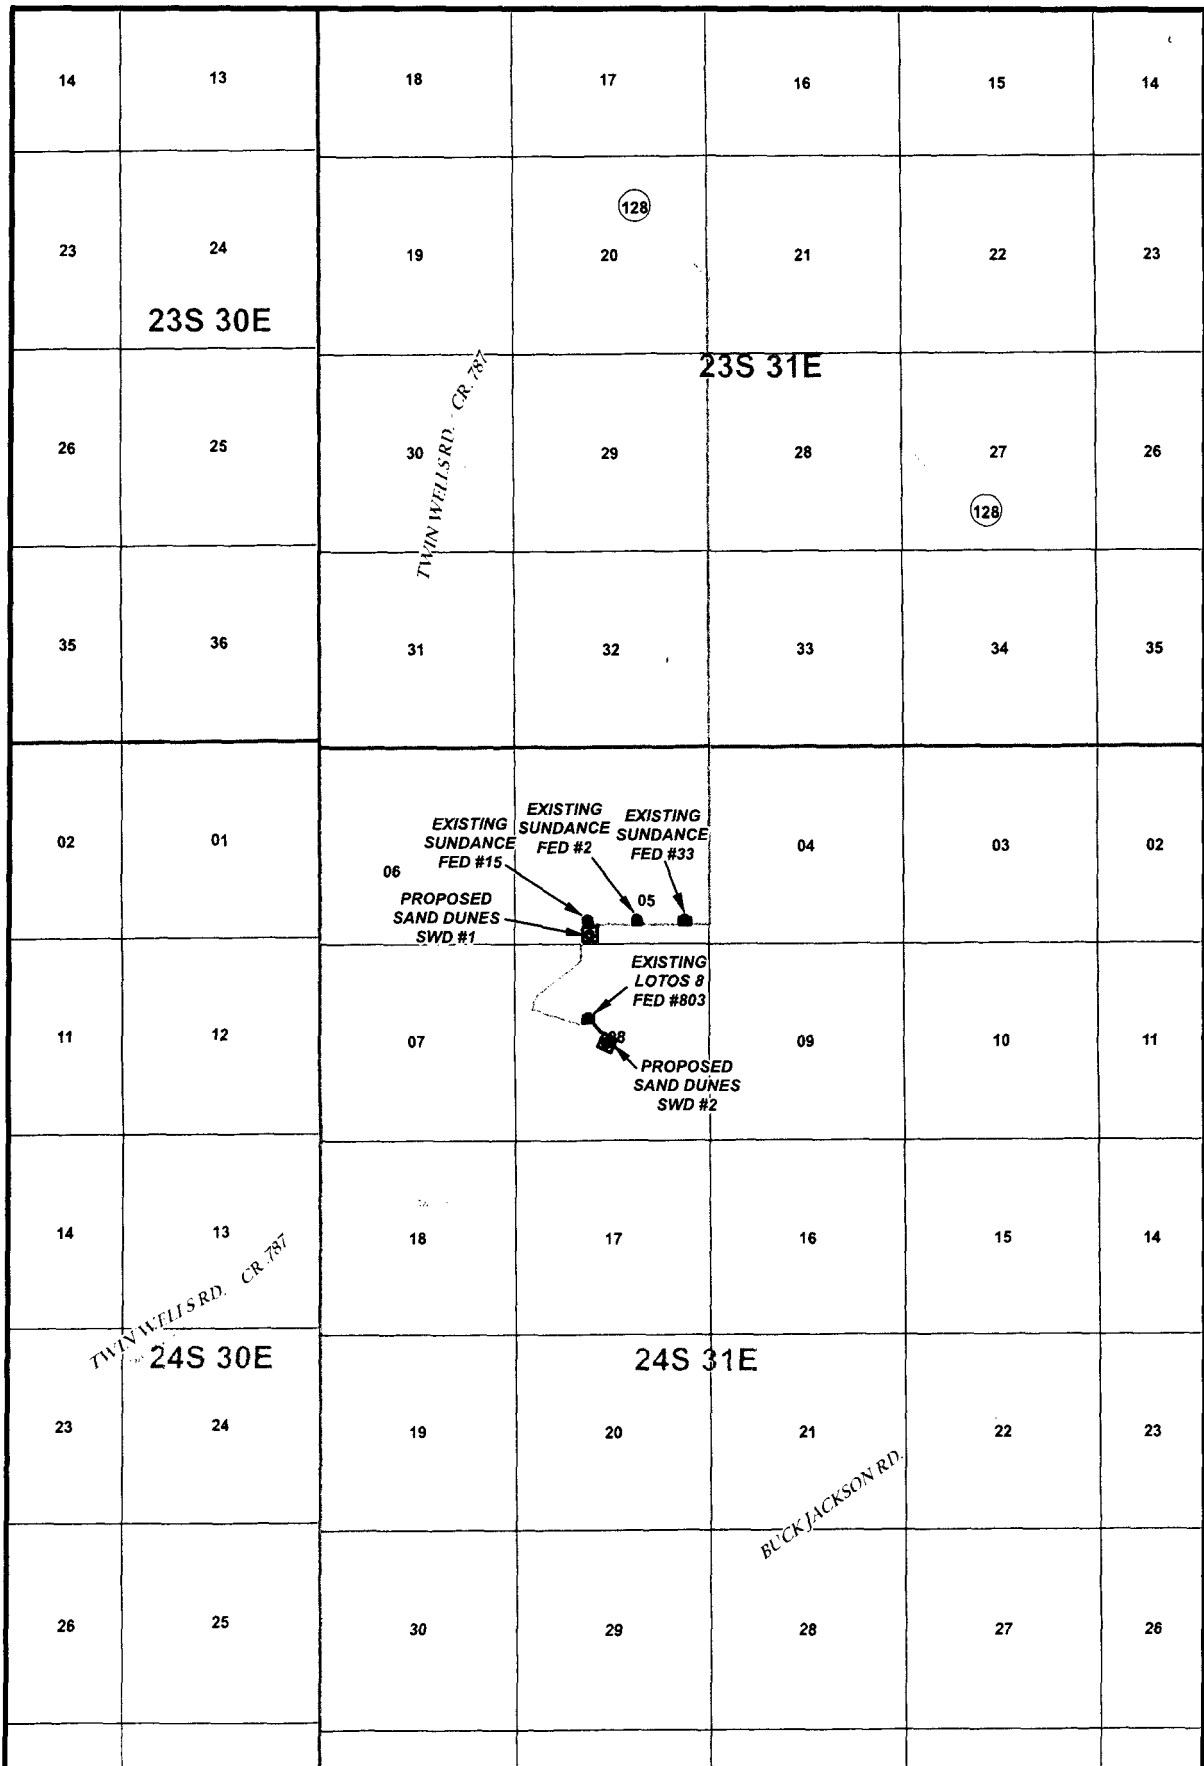 14 13 18 17 16 15 14
128
23 24 19 20 21 22 23
23S 30E
23S 31E
TWIN WELLS RD. CR. 787
26 25 30 29 28 27 26
128
35 36 31 32 33 34 35
02 01 06 05 04 03 02
EXISTING
SUNDANCE
FED #15
EXISTING
SUNDANCE
FED #2
EXISTING
SUNDANCE
FED #33
PROPOSED
SAND DUNES
SWD #1
EXISTING
LOTOS 8
FED #803
11 12 07 09 10 11
PROPOSED
SAND DUNES
SWD #2
14 13 18 17 16 15 14
TWIN WELLS RD. CR. 787
24S 30E
24S 31E
23 24 19 20 21 22 23
BUCK JACKSON RD.
26 25 30 29 28 27 26